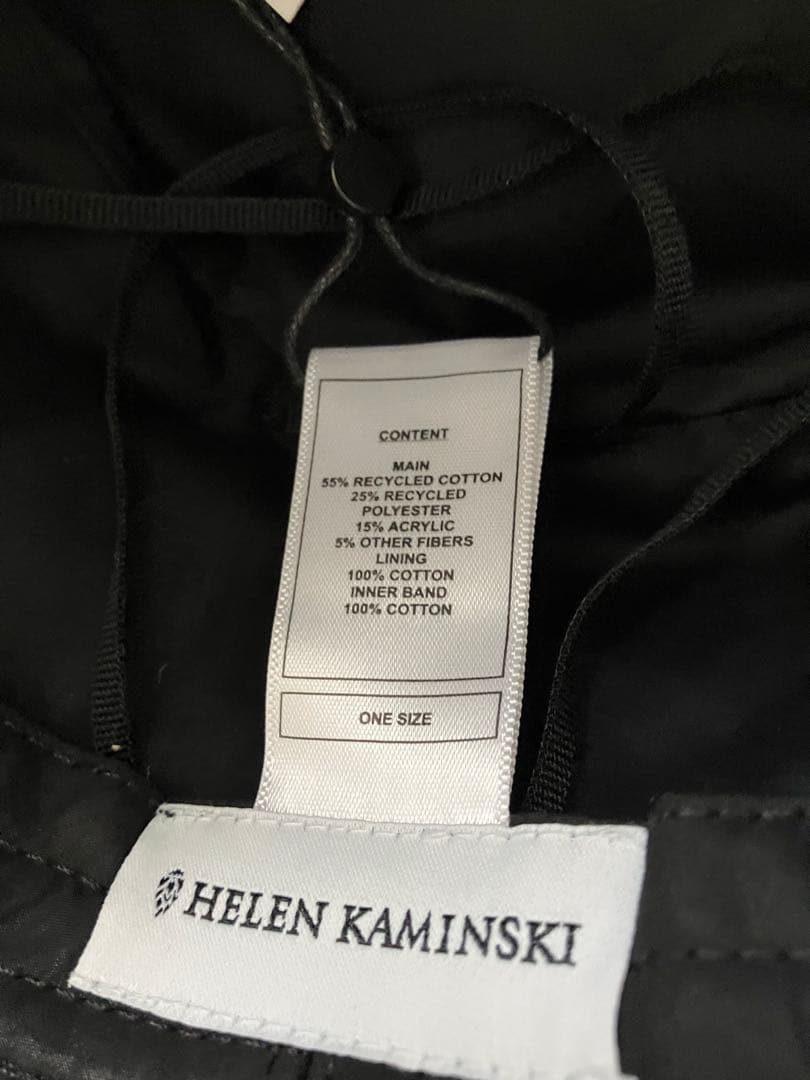 CONTENT
MAIN
55% RECYCLED COTTON
25% RECYCLED
POLYESTER
15% ACRYLIC
5% OTHER FIBERS
LINING
100% COTTON
INNER BAND
100% COTTON
ONE SIZE
HELEN KAMINSKI